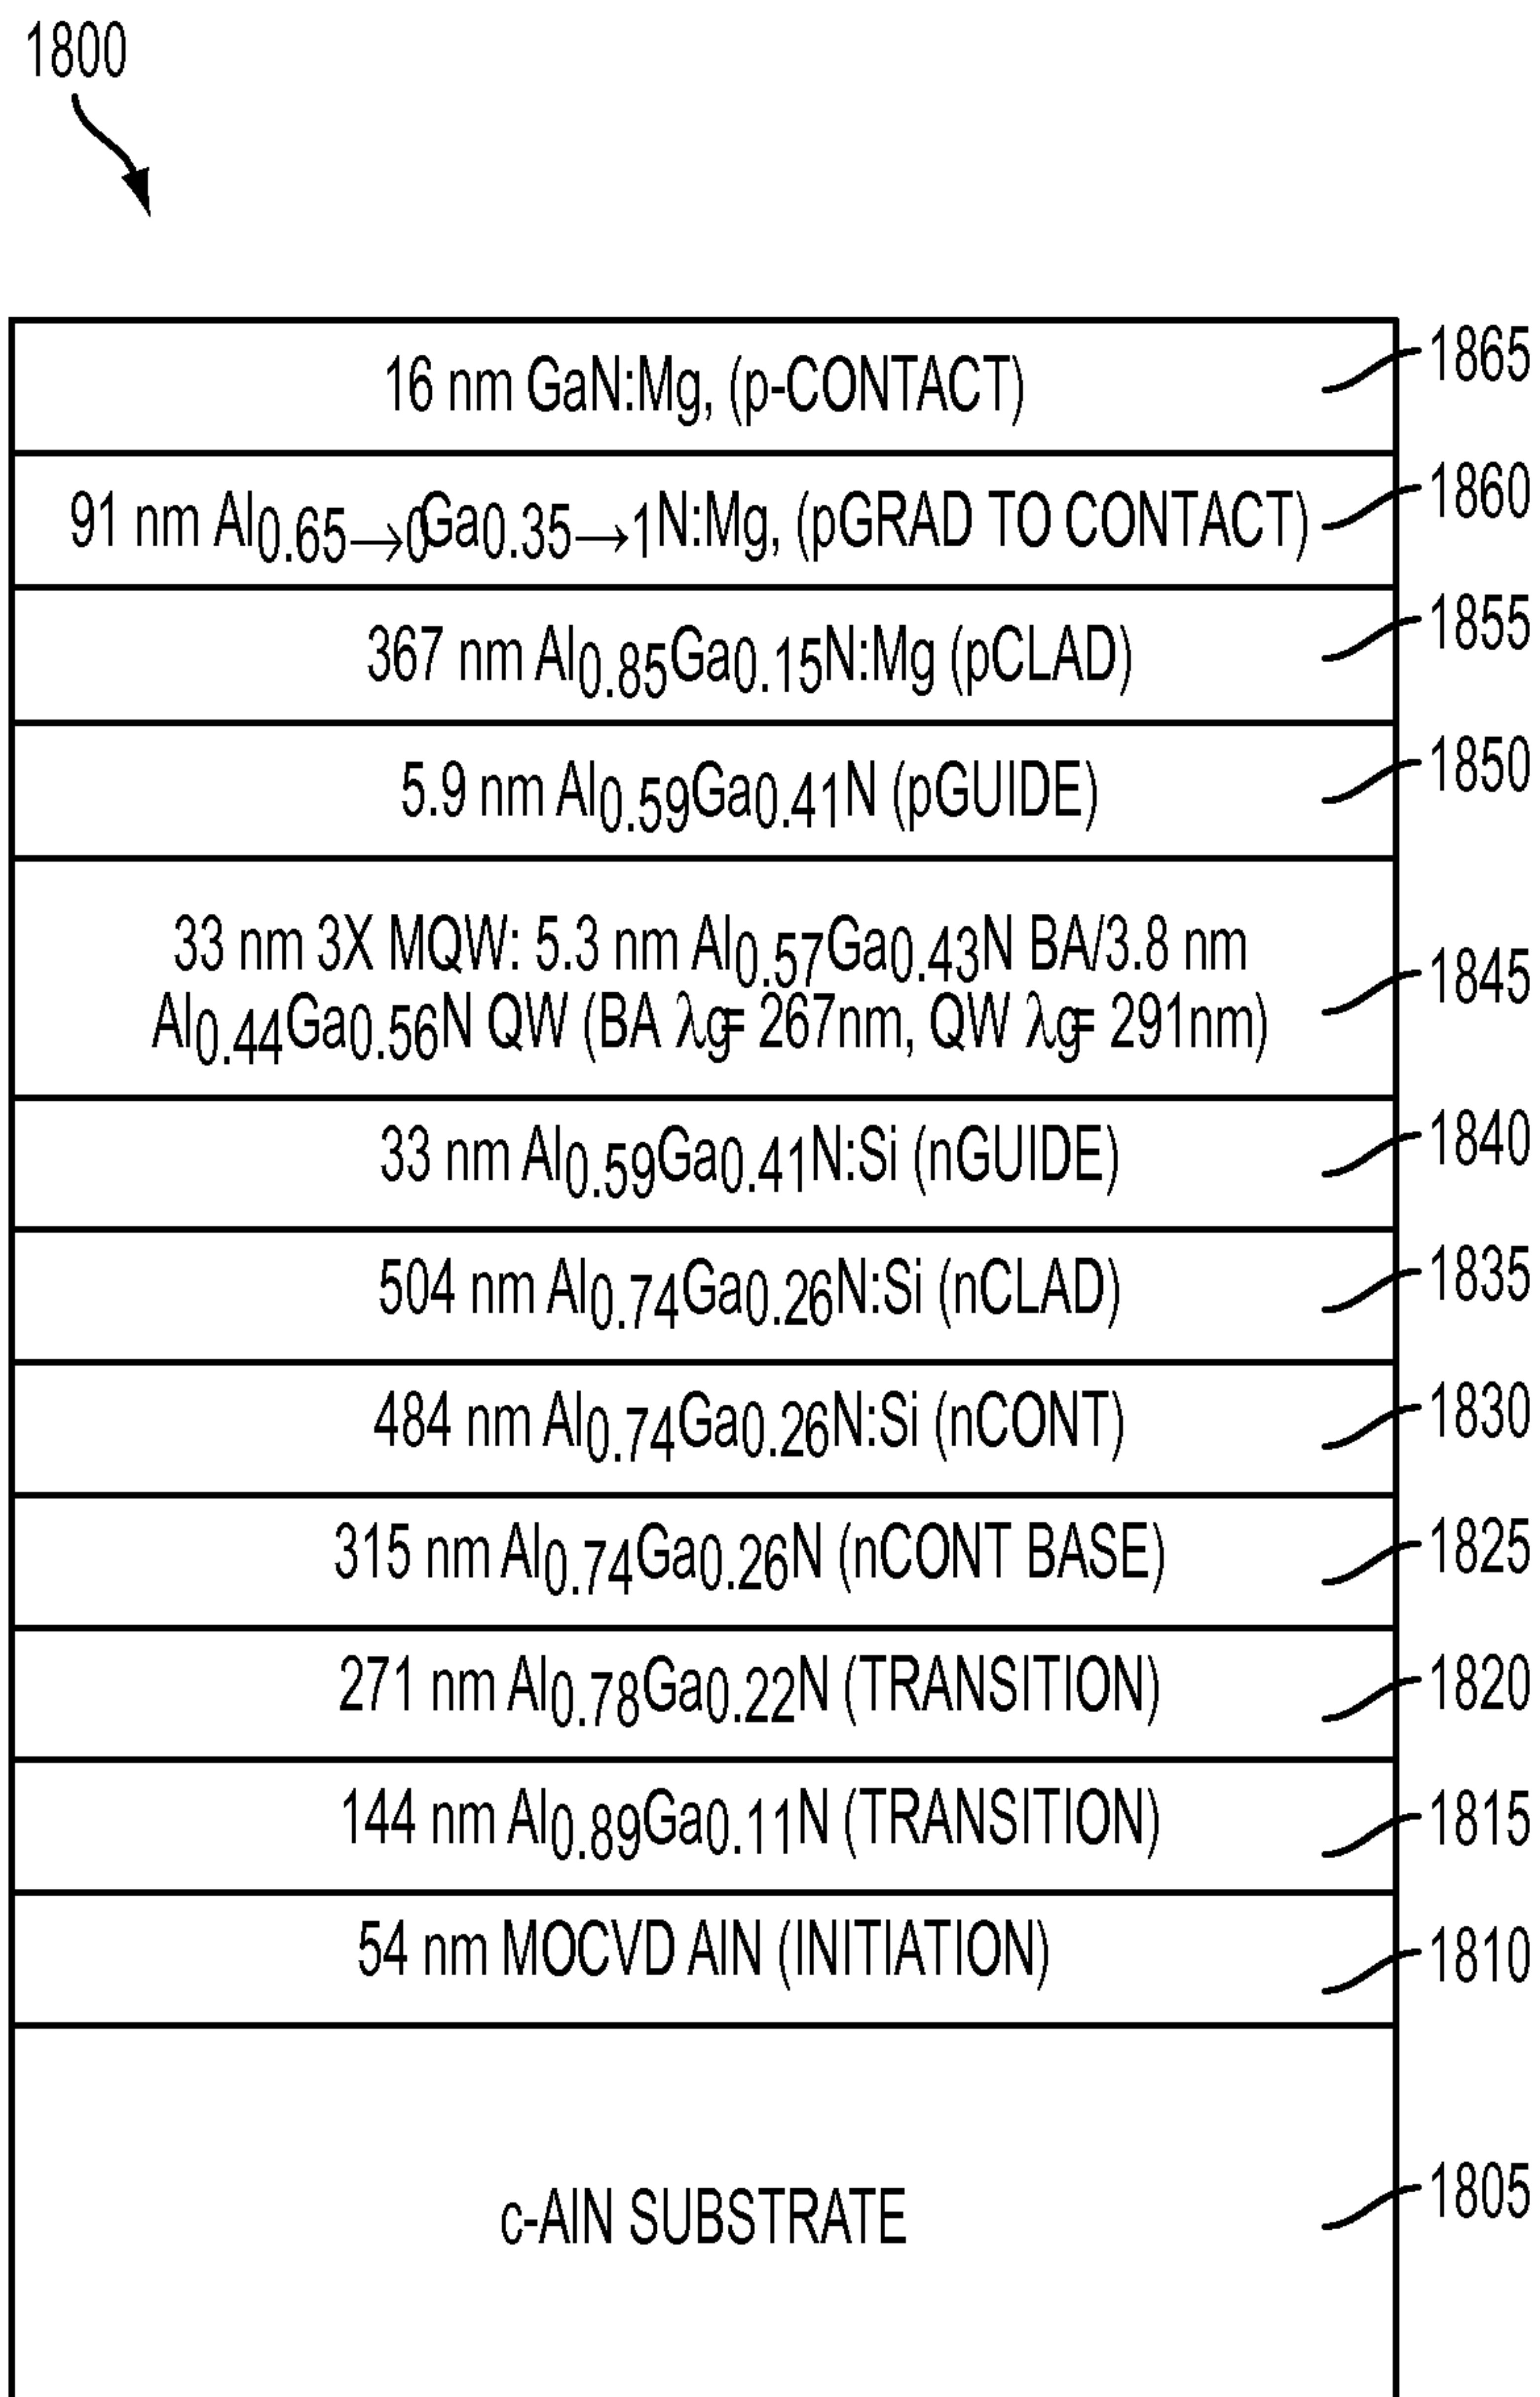 1800
16 nm GaN:Mg, (p-CONTACT)
1865
91 nm Al0.65→0Ga0.35→1N:Mg, (pGRAD TO CONTACT)
1860
367 nm Al0.85Ga0.15N:Mg (pCLAD)
1855
5.9 nm Al0.59Ga0.41N (pGUIDE)
1850
33 nm 3X MQW: 5.3 nm Al0.57Ga0.43N BA/3.8 nm
Al0.44Ga0.56N QW (BA λg= 267nm, QW λg= 291nm)
1845
33 nm Al0.59Ga0.41N:Si (nGUIDE)
1840
504 nm Al0.74Ga0.26N:Si (nCLAD)
1835
484 nm Al0.74Ga0.26N:Si (nCONT)
1830
315 nm Al0.74Ga0.26N (nCONT BASE)
1825
271 nm Al0.78Ga0.22N (TRANSITION)
1820
144 nm Al0.89Ga0.11N (TRANSITION)
1815
54 nm MOCVD AlN (INITIATION)
1810
c-AlN SUBSTRATE
1805